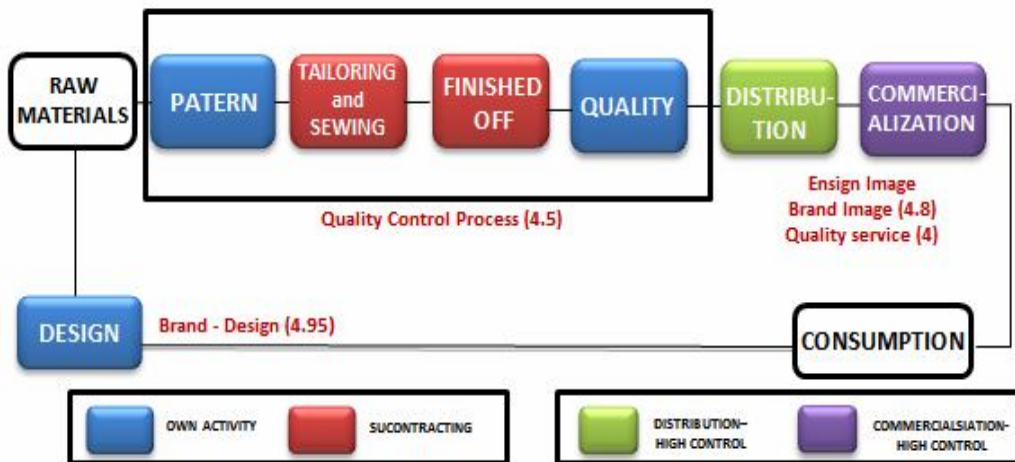 RAW
MATERIALS
PATERN
TAILORING
and
SEWING
FINISHED
OFF
QUALITY
DISTRIBU-
TION
COMMERCI-
ALIZATION
Quality Control Process (4.5)
Ensign Image
Brand Image (4.8)
Quality service (4)
DESIGN
Brand - Design (4.95)
CONSUMPTION
OWN ACTIVITY
SUCONTRACTING
DISTRIBUTION–
HIGH CONTROL
COMMERCIALSIATION-
HIGH CONTROL